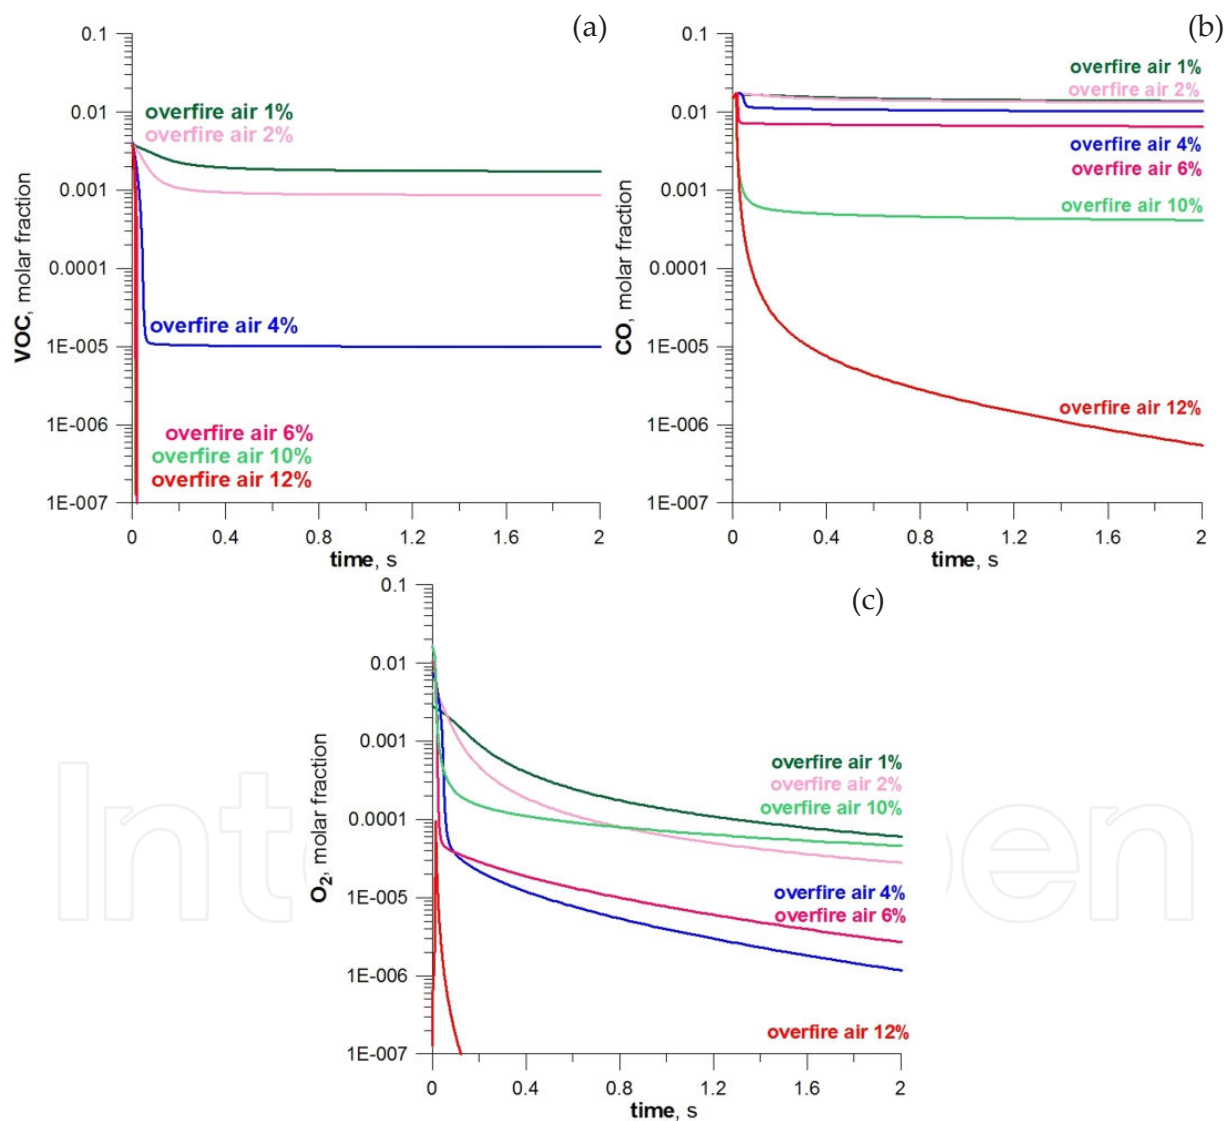 (a)
0.1
0.01
0.001
0.0001
1E-005
1E-006
1E-007
VOC, molar fraction
overfire air 1%
overfire air 2%
overfire air 4%
overfire air 6%
overfire air 10%
overfire air 12%
0 0.4 0.8 1.2 1.6 2
time, s
(b)
0.1
0.01
0.001
0.0001
1E-005
1E-006
1E-007
CO, molar fraction
overfire air 1%
overfire air 2%
overfire air 4%
overfire air 6%
overfire air 10%
overfire air 12%
0 0.4 0.8 1.2 1.6 2
time, s
(c)
0.1
0.01
0.001
0.0001
1E-005
1E-006
1E-007
O2, molar fraction
overfire air 1%
overfire air 2%
overfire air 10%
overfire air 4%
overfire air 6%
overfire air 12%
0 0.4 0.8 1.2 1.6 2
time, s